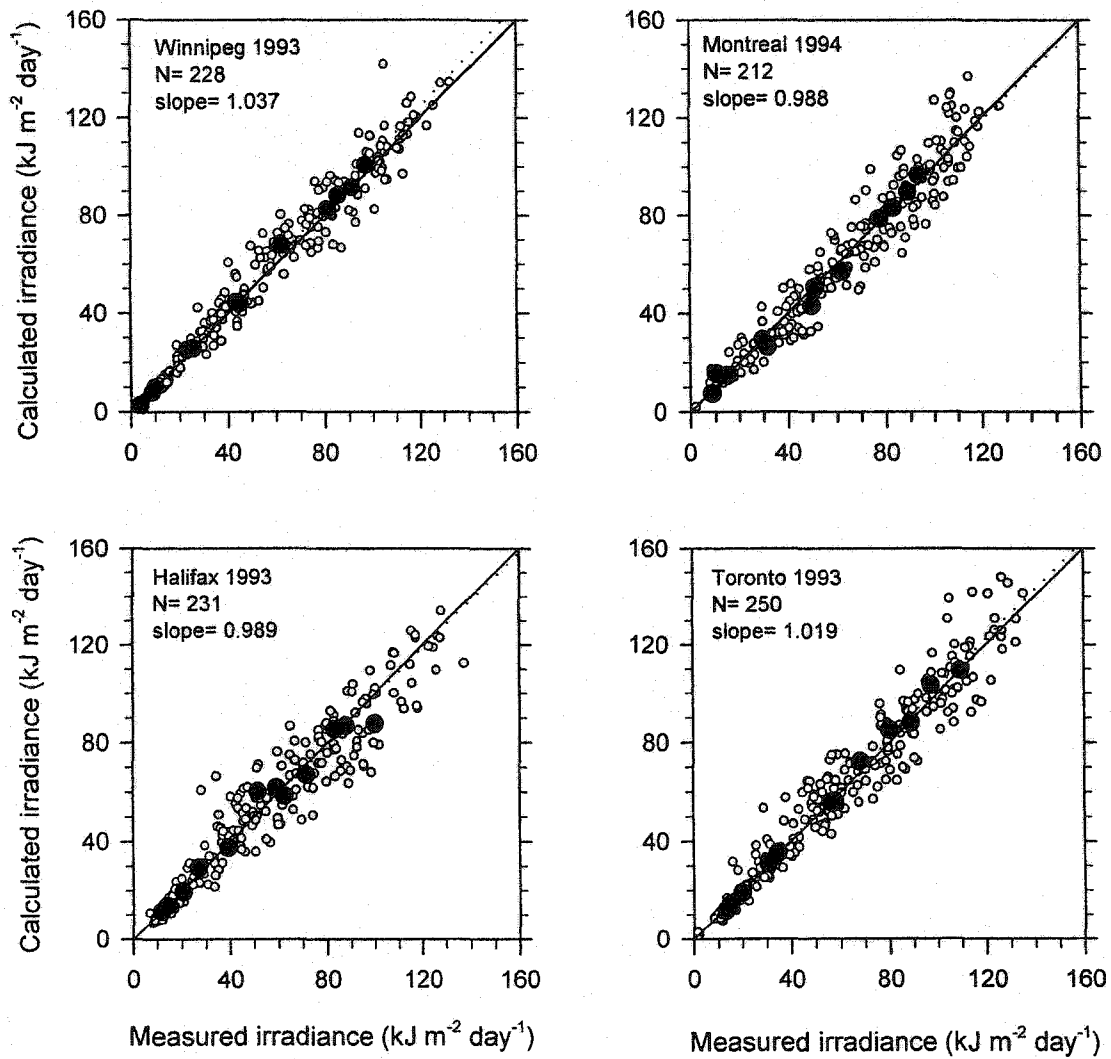 Winnipeg 1993
N= 228
slope= 1.037
Calculated irradiance (kJ m⁻² day⁻¹)
160
120
80
40
0
0 40 80 120 160
Montreal 1994
N= 212
slope= 0.988
160
120
80
40
0
0 40 80 120 160
Halifax 1993
N= 231
slope= 0.989
Calculated irradiance (kJ m⁻² day⁻¹)
160
120
80
40
0
0 40 80 120 160
Measured irradiance (kJ m⁻² day⁻¹)
Toronto 1993
N= 250
slope= 1.019
160
120
80
40
0
0 40 80 120 160
Measured irradiance (kJ m⁻² day⁻¹)